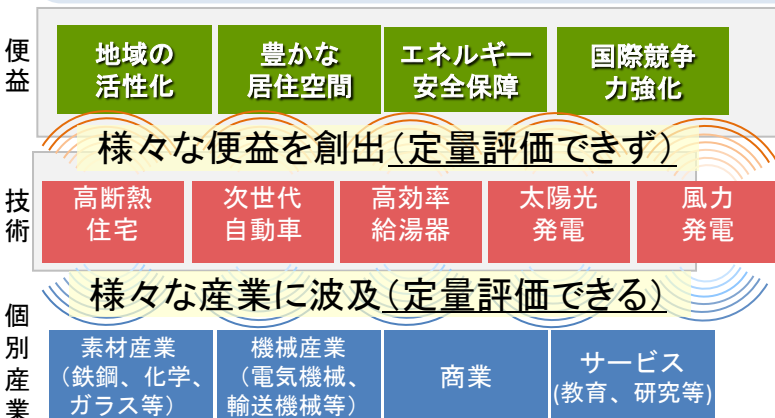 便益
地域の
活性化
豊かな
居住空間
エネルギー
安全保障
国際競争
力強化
様々な便益を創出(定量評価できず)
技術
高断熱
住宅
次世代
自動車
高効率
給湯器
太陽光
発電
風力
発電
様々な産業に波及(定量評価できる)
個別産業
素材産業
(鉄鋼、化学、
ガラス等)
機械産業
(電気機械、
輸送機械等)
商業
サービス
(教育、研究等)